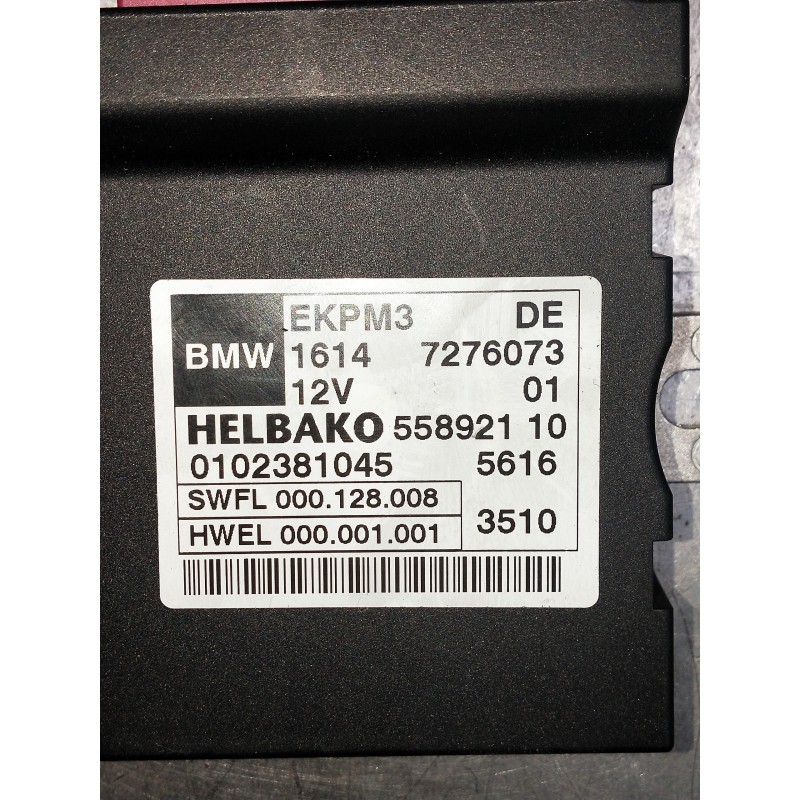 EKPM3 DE
BMW 1614 7276073
12V 01
HELBAKO 558921 10
0102381045 5616
SWFL 000.128.008
HWEL 000.001.001 3510